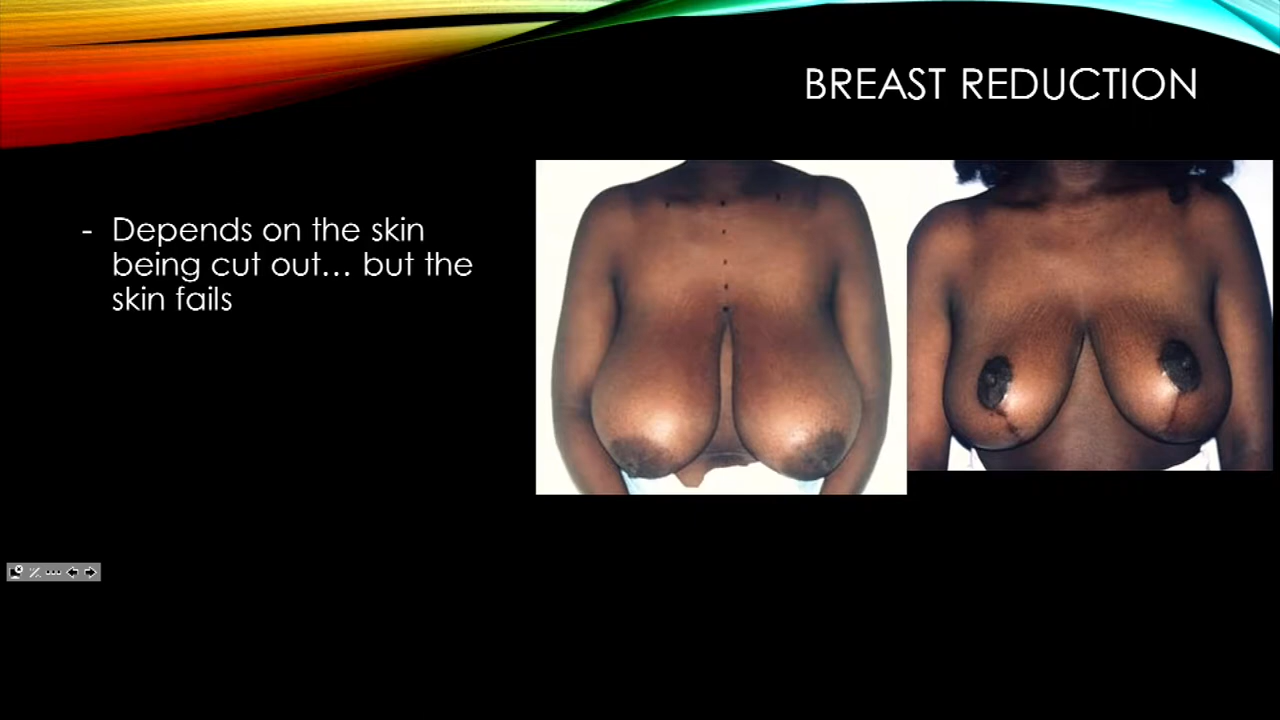 BREAST REDUCTION
- Depends on the skin
being cut out... but the
skin fails